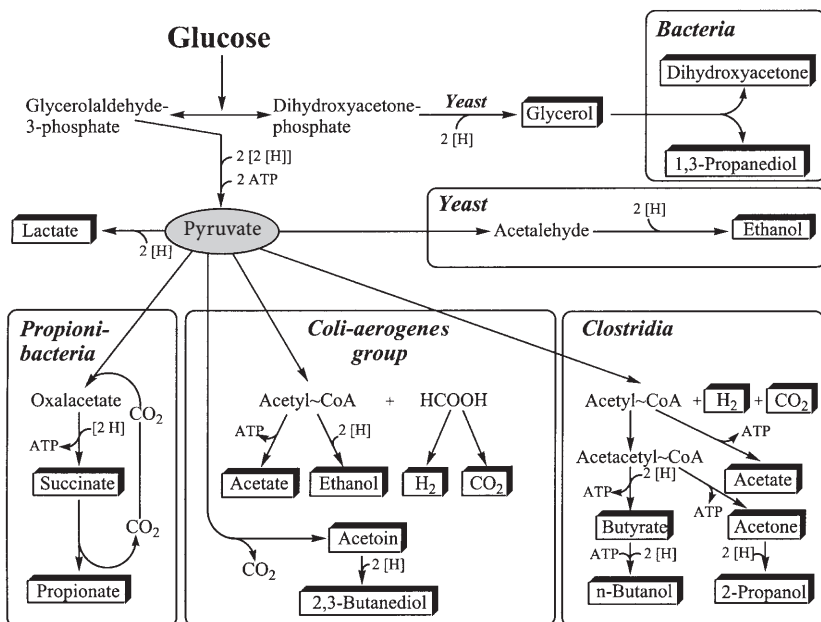 Glucose
Glycerolaldehyde-
3-phosphate
Dihydroxyacetone-
phosphate
Yeast
2 [H]
Glycerol
Bacteria
Dihydroxyacetone
1,3-Propanediol
2 [2 [H]]
2 ATP
Lactate
2 [H]
Pyruvate
Yeast
Acetalehyde
2 [H]
Ethanol
Propioni-
bacteria
Oxalacetate
CO2
[2 H]
ATP
Succinate
CO2
Propionate
Coli-aerogenes
group
Acetyl~CoA + HCOOH
ATP
2 [H]
Acetate
Ethanol
H2
CO2
CO2
Acetoin
2 [H]
2,3-Butanediol
Clostridia
Acetyl~CoA + H2 + CO2
ATP
Acetacetyl~CoA
2 [H]
ATP
Acetate
ATP
Butyrate
Acetone
ATP
2 [H]
2 [H]
n-Butanol
2-Propanol